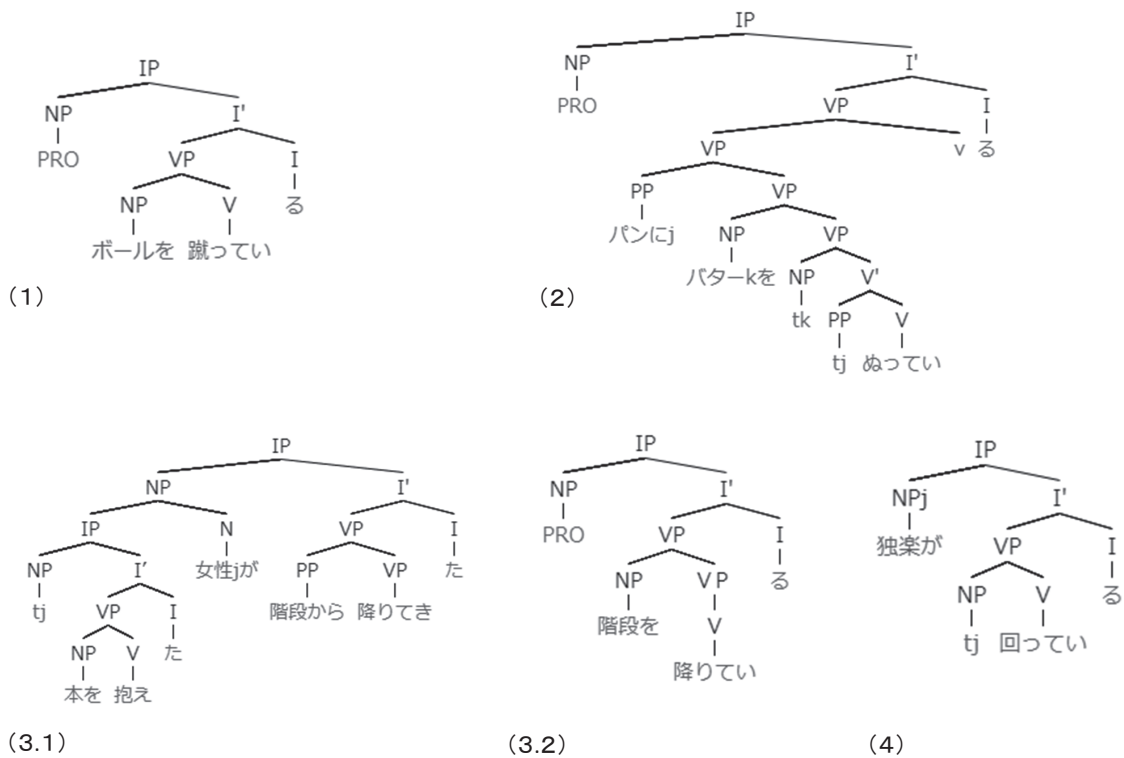 IP
NP I'
PRO VP I
NP V る
ボールを 蹴ってい
(1)
IP
NP I'
PRO VP I
VP v る
PP VP
パンにj NP VP
バターkを NP V'
tk PP V
tj ぬってい
(2)
IP
NP I'
IP N VP I
NP I' 女性jが PP VP た
tj VP I 階段から 降りてき
NP V た
本を 抱え
(3.1)
IP
NP I'
PRO VP I
NP VP る
階段を V
降りてい
(3.2)
IP
NPj I'
独楽が VP I
NP V る
tj 回ってい
(4)